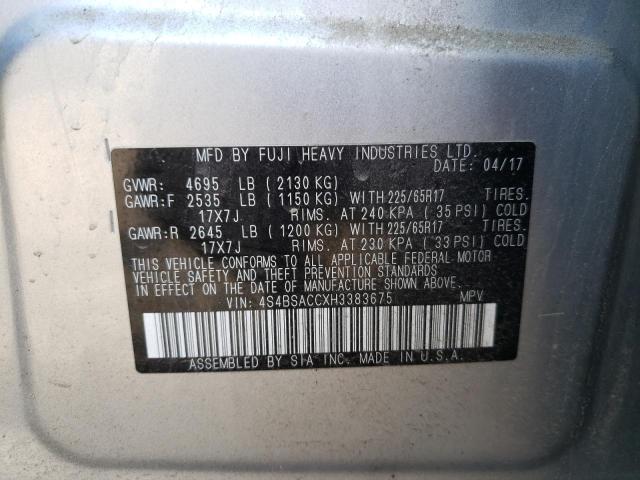 MFD BY FUJI HEAVY INDUSTRIES LTD.
DATE: 04/17
GVWR: 4695 LB ( 2130 KG)
GAWR:F 2535 LB ( 1150 KG) WITH 225/65R17 TIRES.
17X7J RIMS. AT 240 KPA ( 35 PSI) COLD
GAWR:R 2645 LB ( 1200 KG) WITH 225/65R17 TIRES.
17X7J RIMS. AT 230 KPA ( 33 PSI) COLD
THIS VEHICLE CONFORMS TO ALL APPLICABLE FEDERAL MOTOR
VEHICLE SAFETY AND THEFT PREVENTION STANDARDS
IN EFFECT ON THE DATE OF MANUFACTURE SHOWN ABOVE.
VIN: 4S4BSACCXH3383675 MPV
ASSEMBLED BY SIA INC. MADE IN U.S.A.